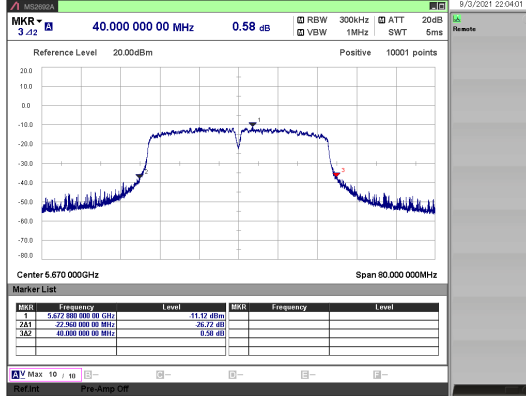 MS2692A
9/3/2021 22:04:01
MKR
3 ⊿2 A
40.000 000 00 MHz
0.58 dB
A RBW 300kHz A ATT 20dB
A VBW 1MHz SWT 5ms
Remote
Reference Level 20.00dBm
Positive 10001 points
20.0
10.0
0.0
-10.0
-20.0
-30.0
-40.0
-50.0
-60.0
-70.0
-80.0
1
2
3
Center 5.670 000GHz
Span 80.000 000MHz
Marker List
MKR Frequency Level MKR Frequency Level
1 5.672 880 000 00 GHz -11.12 dBm
2Δ1 -22.960 000 00 MHz -26.72 dB
3Δ2 40.000 000 00 MHz 0.58 dB
A V Max 10 / 10 B— C— D— E— F—
Ref.Int Pre-Amp Off